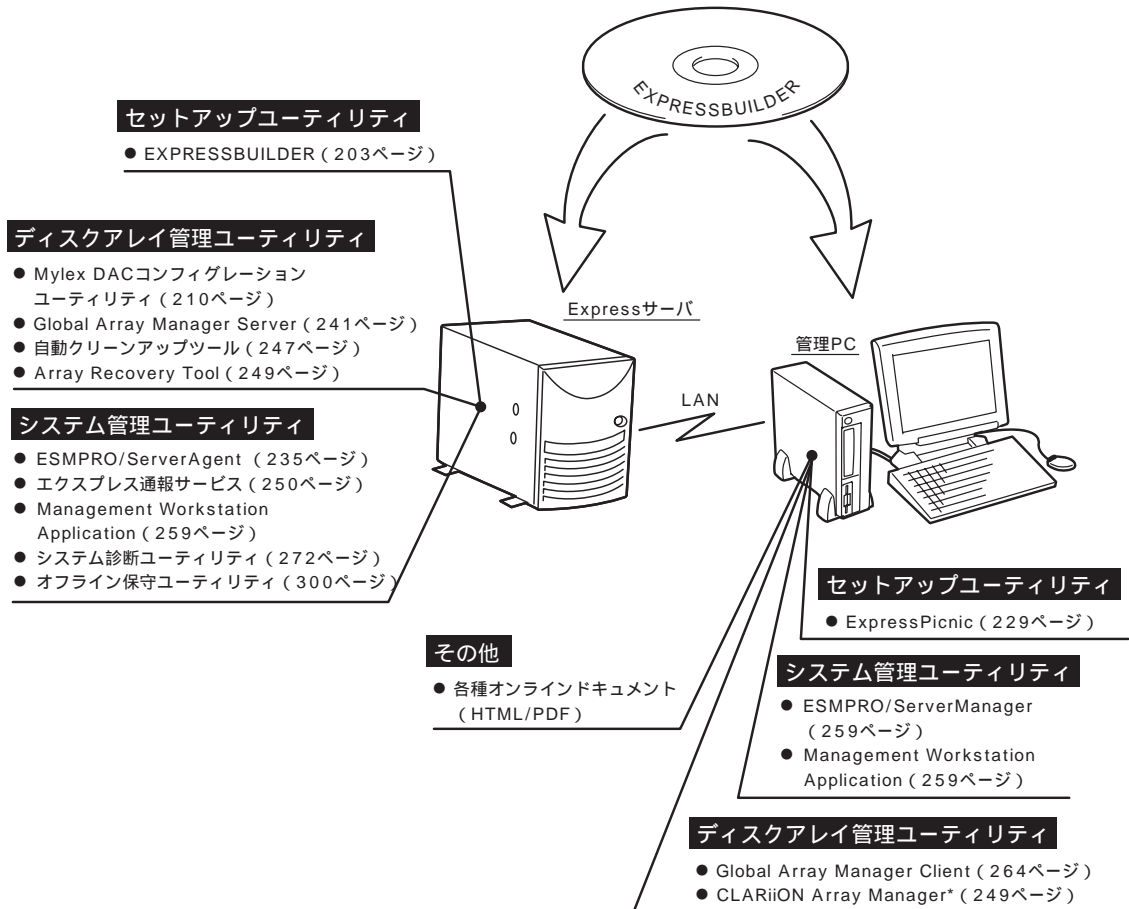 EXPRESSBUILDER
セットアップユーティリティ
● EXPRESSBUILDER（203ページ）
ディスクアレイ管理ユーティリティ
● Mylex DACコンフィグレーション
ユーティリティ（210ページ）
● Global Array Manager Server（241ページ）
● 自動クリーンアップツール（247ページ）
● Array Recovery Tool（249ページ）
システム管理ユーティリティ
● ESMPRO/ServerAgent （235ページ）
● エクスプレス通報サービス（250ページ）
● Management Workstation
Application（259ページ）
● システム診断ユーティリティ（272ページ）
● オフライン保守ユーティリティ（300ページ）
Expressサーバ
LAN
管理PC
セットアップユーティリティ
● ExpressPicnic（229ページ）
その他
● 各種オンラインドキュメント
（HTML/PDF）
システム管理ユーティリティ
● ESMPRO/ServerManager
（259ページ）
● Management Workstation
Application（259ページ）
ディスクアレイ管理ユーティリティ
● Global Array Manager Client（264ページ）
● CLARiiON Array Manager*（249ページ）